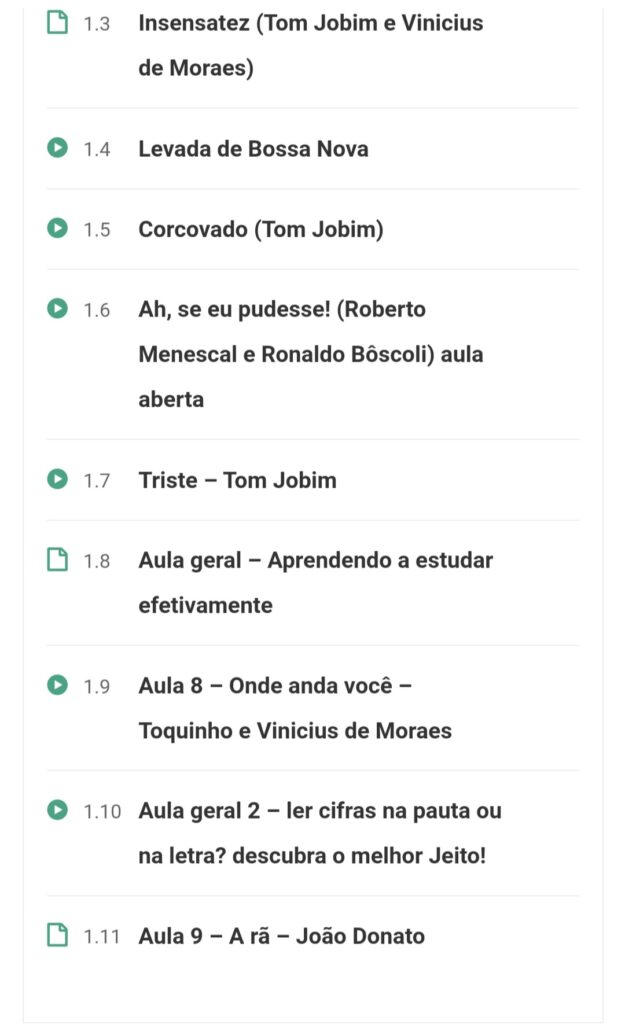 1.3 Insensatez (Tom Jobim e Vinicius
de Moraes)
1.4 Levada de Bossa Nova
1.5 Corcovado (Tom Jobim)
1.6 Ah, se eu pudesse! (Roberto
Menescal e Ronaldo Bôscoli) aula
aberta
1.7 Triste – Tom Jobim
1.8 Aula geral – Aprendendo a estudar
efetivamente
1.9 Aula 8 – Onde anda você –
Toquinho e Vinicius de Moraes
1.10 Aula geral 2 – ler cifras na pauta ou
na letra? descubra o melhor Jeito!
1.11 Aula 9 – A rã – João Donato